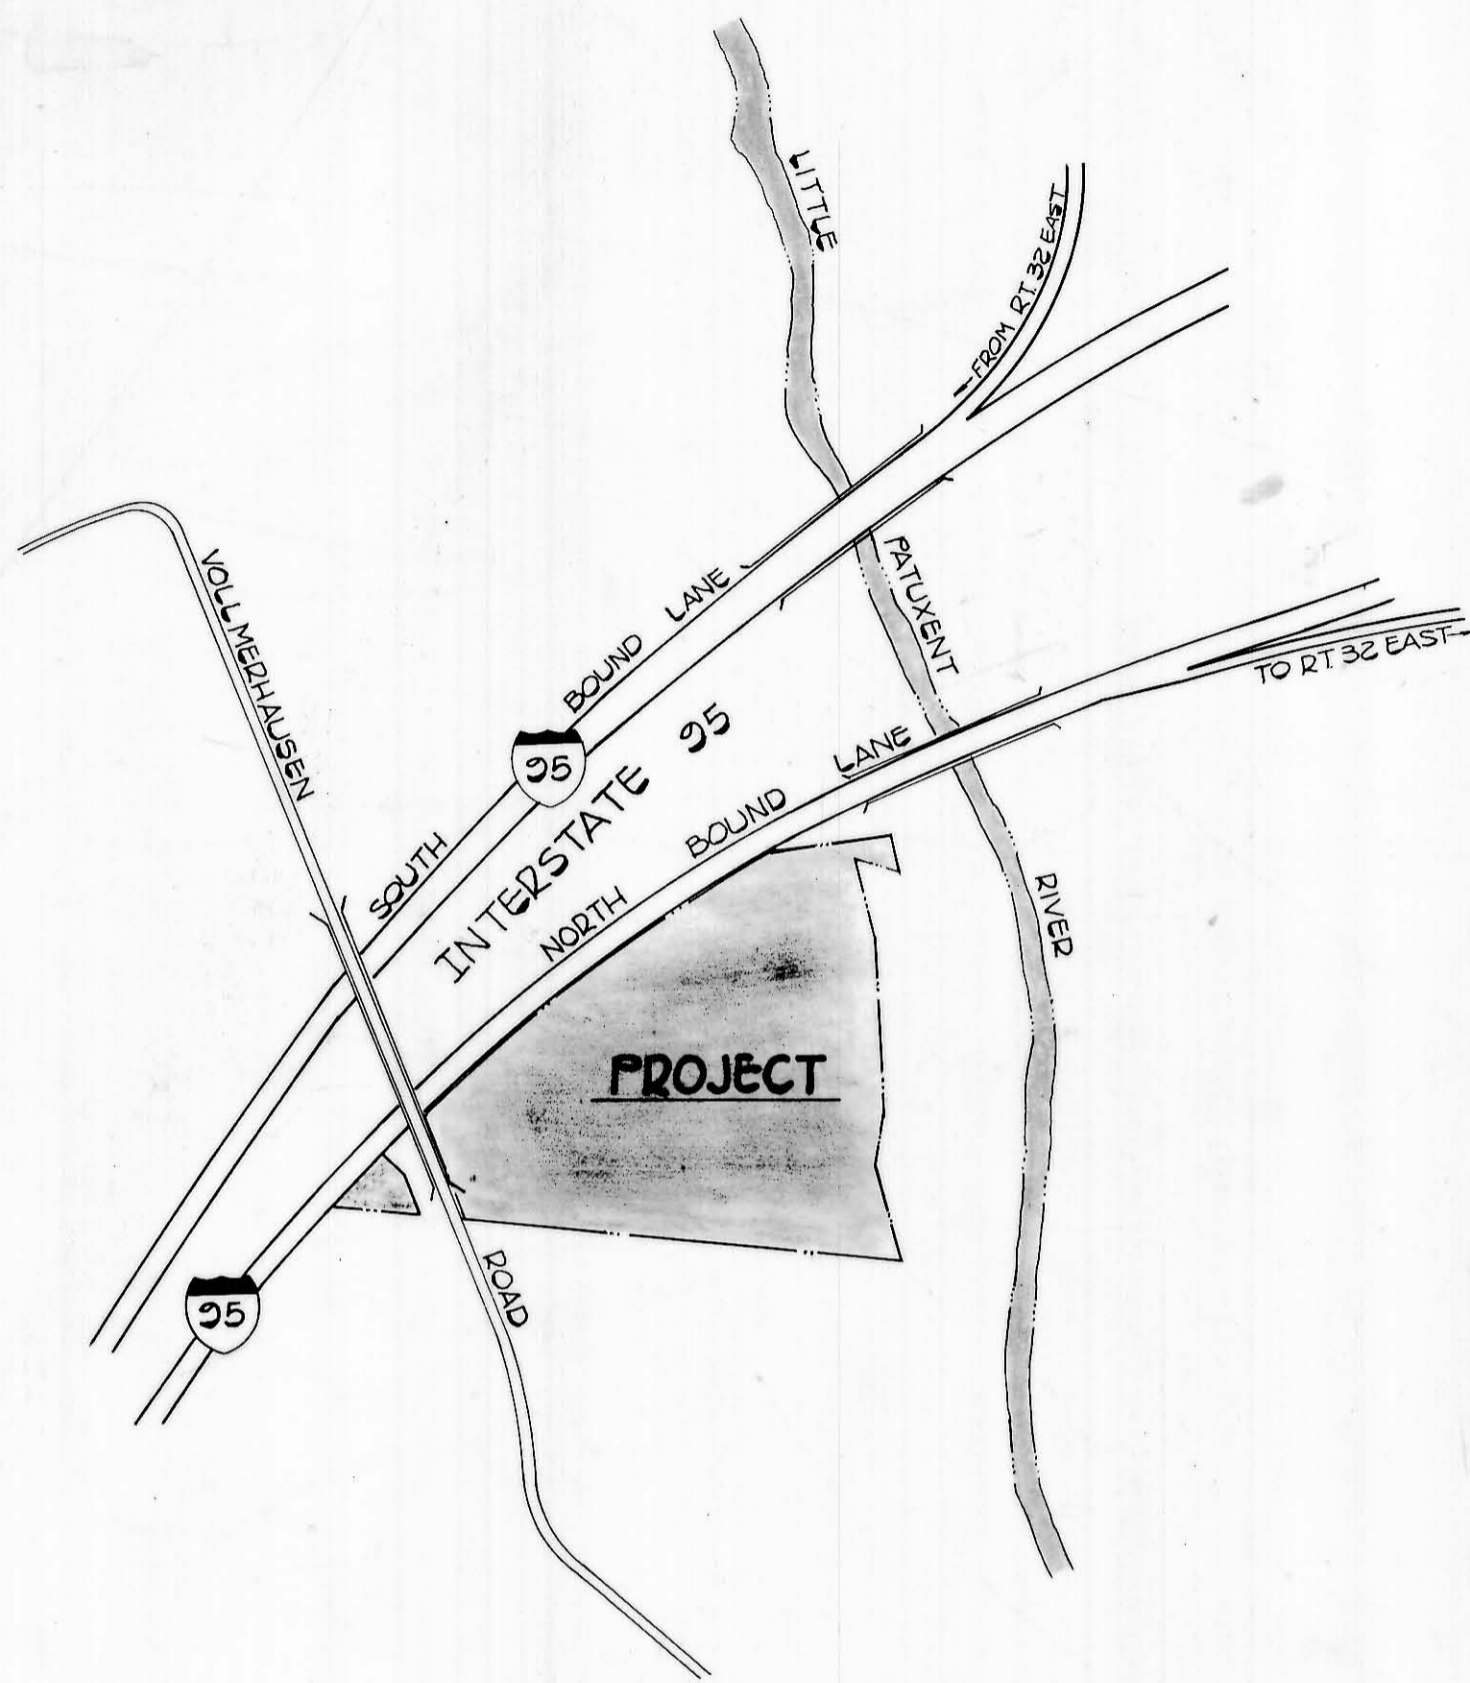 LITTLE
PATUXENT
RIVER
←FROM RT. 32 EAST
TO RT. 32 EAST→
VOLLMERHAUSEN
ROAD
SOUTH BOUND LANE
95
INTERSTATE 95
NORTH BOUND LANE
PROJECT
95